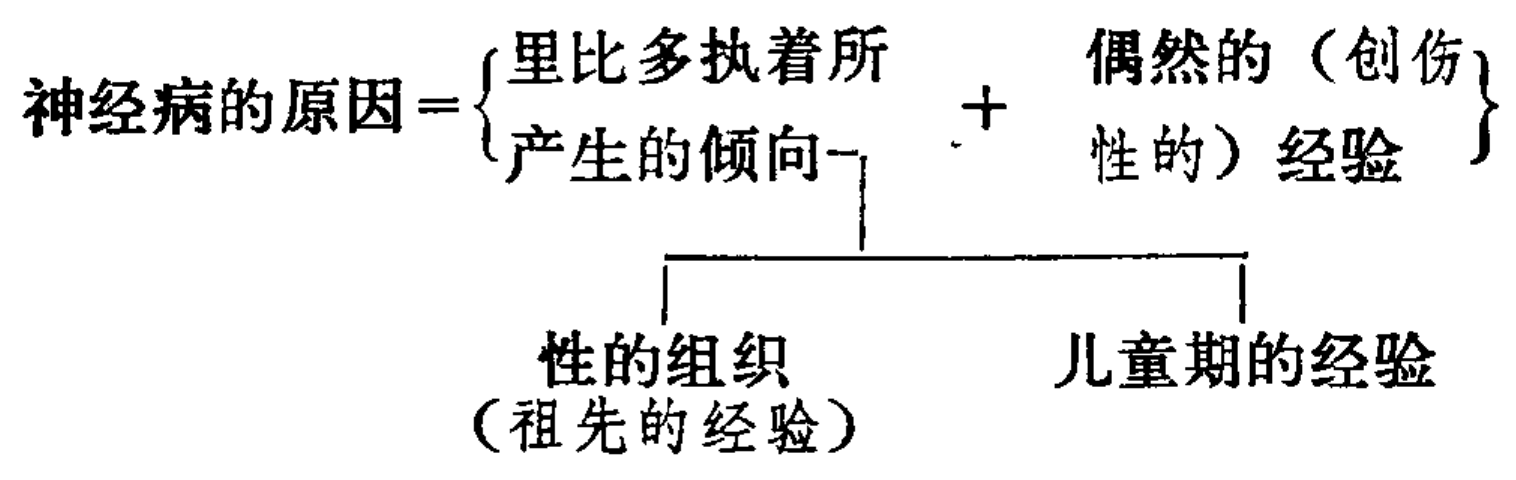 里比多执着所 偶然的（创伤
神经病的原因= + 
产生的倾向 性的）经验
性的组织 儿童期的经验
（祖先的经验）